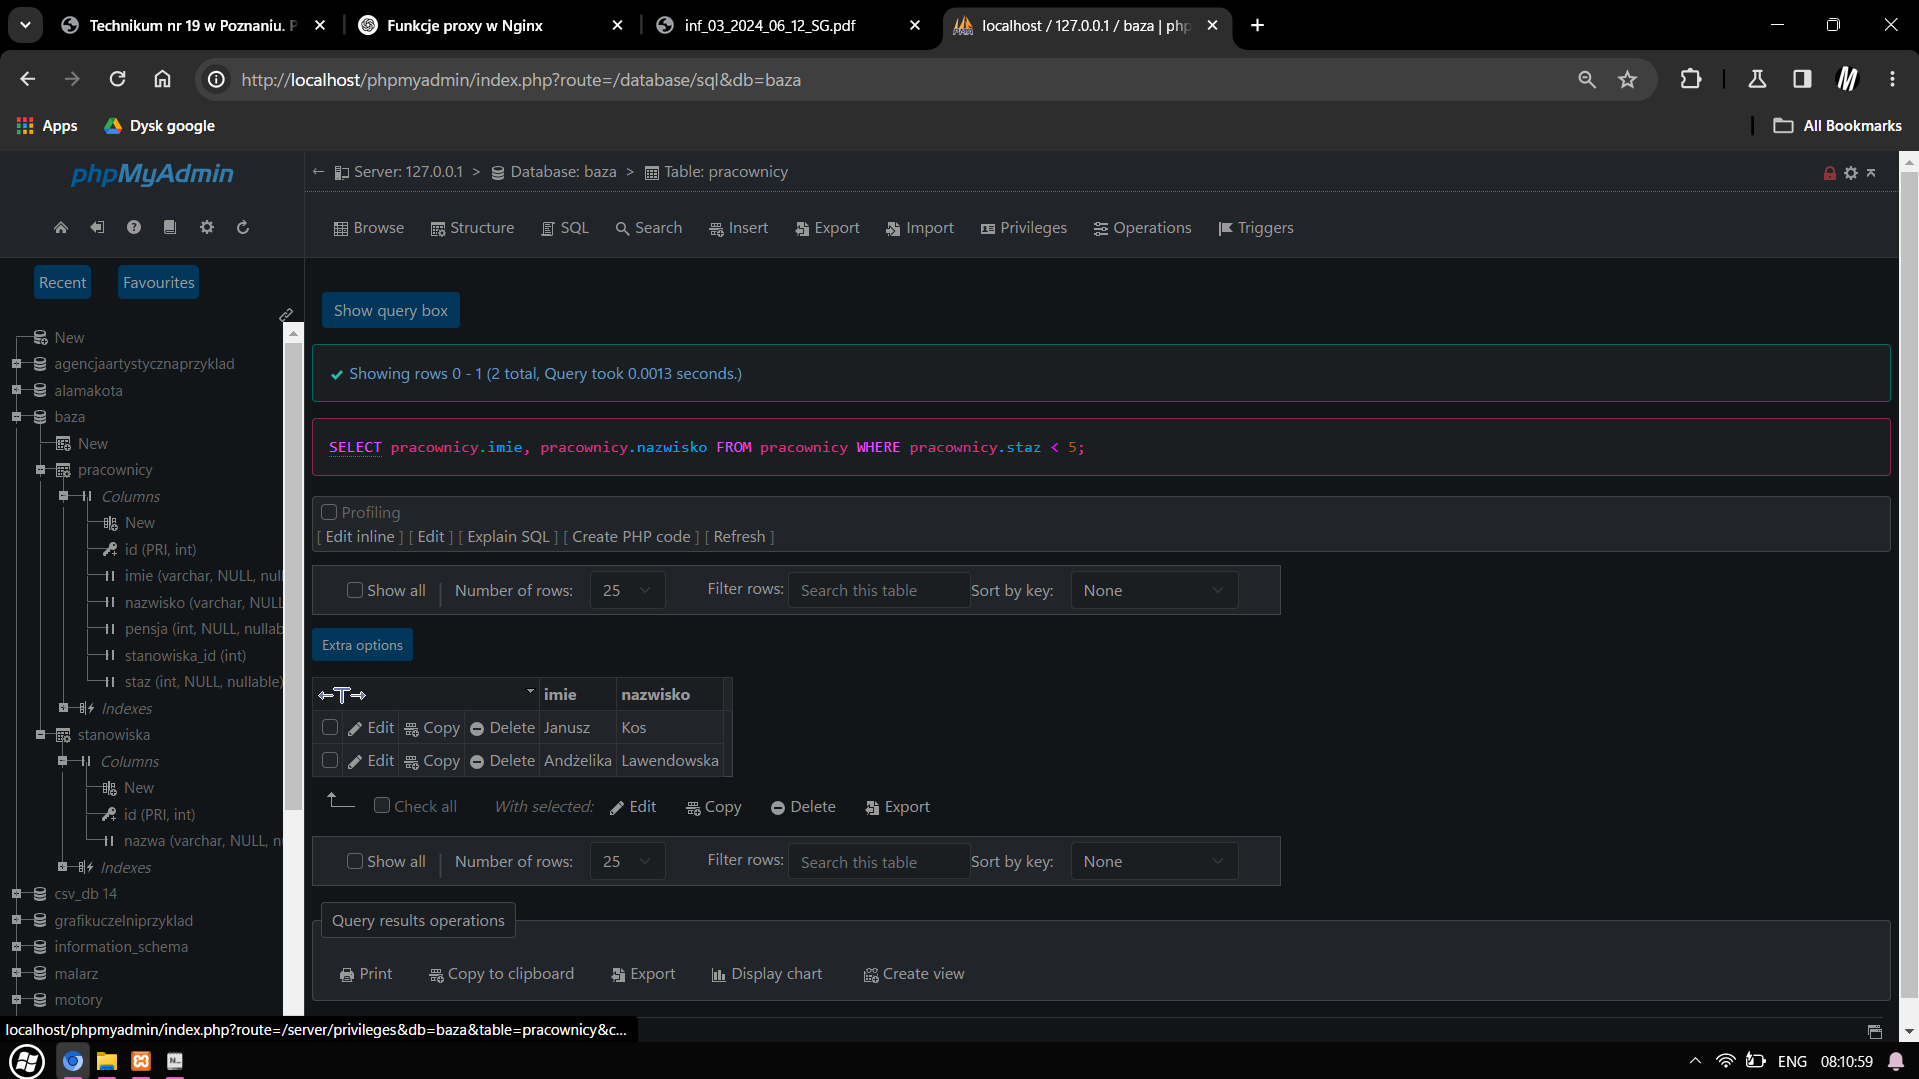 Technikum nr 19 w Poznaniu. P
Funkcje proxy w Nginx
inf_03_2024_06_12_SG.pdf
localhost / 127.0.0.1 / baza | php
http://localhost/phpmyadmin/index.php?route=/database/sql&db=baza
Apps
Dysk google
All Bookmarks
phpMyAdmin
Server: 127.0.0.1 > Database: baza > Table: pracownicy
Browse Structure SQL Search Insert Export Import Privileges Operations Triggers
Recent
Favourites
New
agencjaartystycznaprzyklad
alamakota
baza
New
pracownicy
Columns
New
id (PRI, int)
imie (varchar, NULL, null
nazwisko (varchar, NULL
pensja (int, NULL, nullab
stanowiska_id (int)
staz (int, NULL, nullable)
Indexes
stanowiska
Columns
New
id (PRI, int)
nazwa (varchar, NULL, n
Indexes
csv_db 14
grafikuczelniprzyklad
information_schema
malarz
motory
Show query box
Showing rows 0 - 1 (2 total, Query took 0.0013 seconds.)
SELECT pracownicy.imie, pracownicy.nazwisko FROM pracownicy WHERE pracownicy.staz < 5;
Profiling
[ Edit inline ] [ Edit ] [ Explain SQL ] [ Create PHP code ] [ Refresh ]
Show all | Number of rows: 25 Filter rows: Search this table Sort by key: None
Extra options
←T→ imie nazwisko
Edit Copy Delete Janusz Kos
Edit Copy Delete Andżelika Lawendowska
Check all With selected: Edit Copy Delete Export
Show all | Number of rows: 25 Filter rows: Search this table Sort by key: None
Query results operations
Print Copy to clipboard Export Display chart Create view
localhost/phpmyadmin/index.php?route=/server/privileges&db=baza&table=pracownicy&c...
ENG 08:10:59